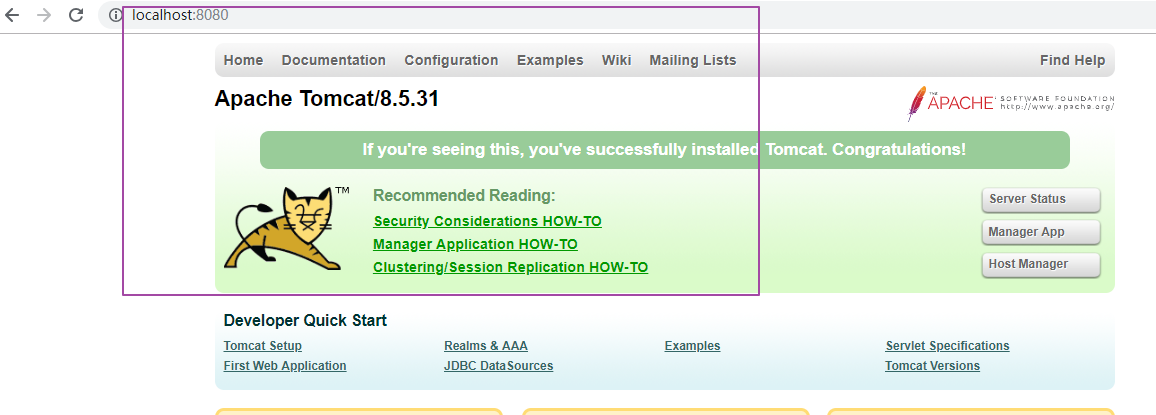 localhost:8080
Home Documentation Configuration Examples Wiki Mailing Lists Find Help
Apache Tomcat/8.5.31
THE APACHE SOFTWARE FOUNDATION
http://www.apache.org/
If you're seeing this, you've successfully installed Tomcat. Congratulations!
TM
Recommended Reading:
Security Considerations HOW-TO
Manager Application HOW-TO
Clustering/Session Replication HOW-TO
Server Status
Manager App
Host Manager
Developer Quick Start
Tomcat Setup
First Web Application
Realms & AAA
JDBC DataSources
Examples
Servlet Specifications
Tomcat Versions